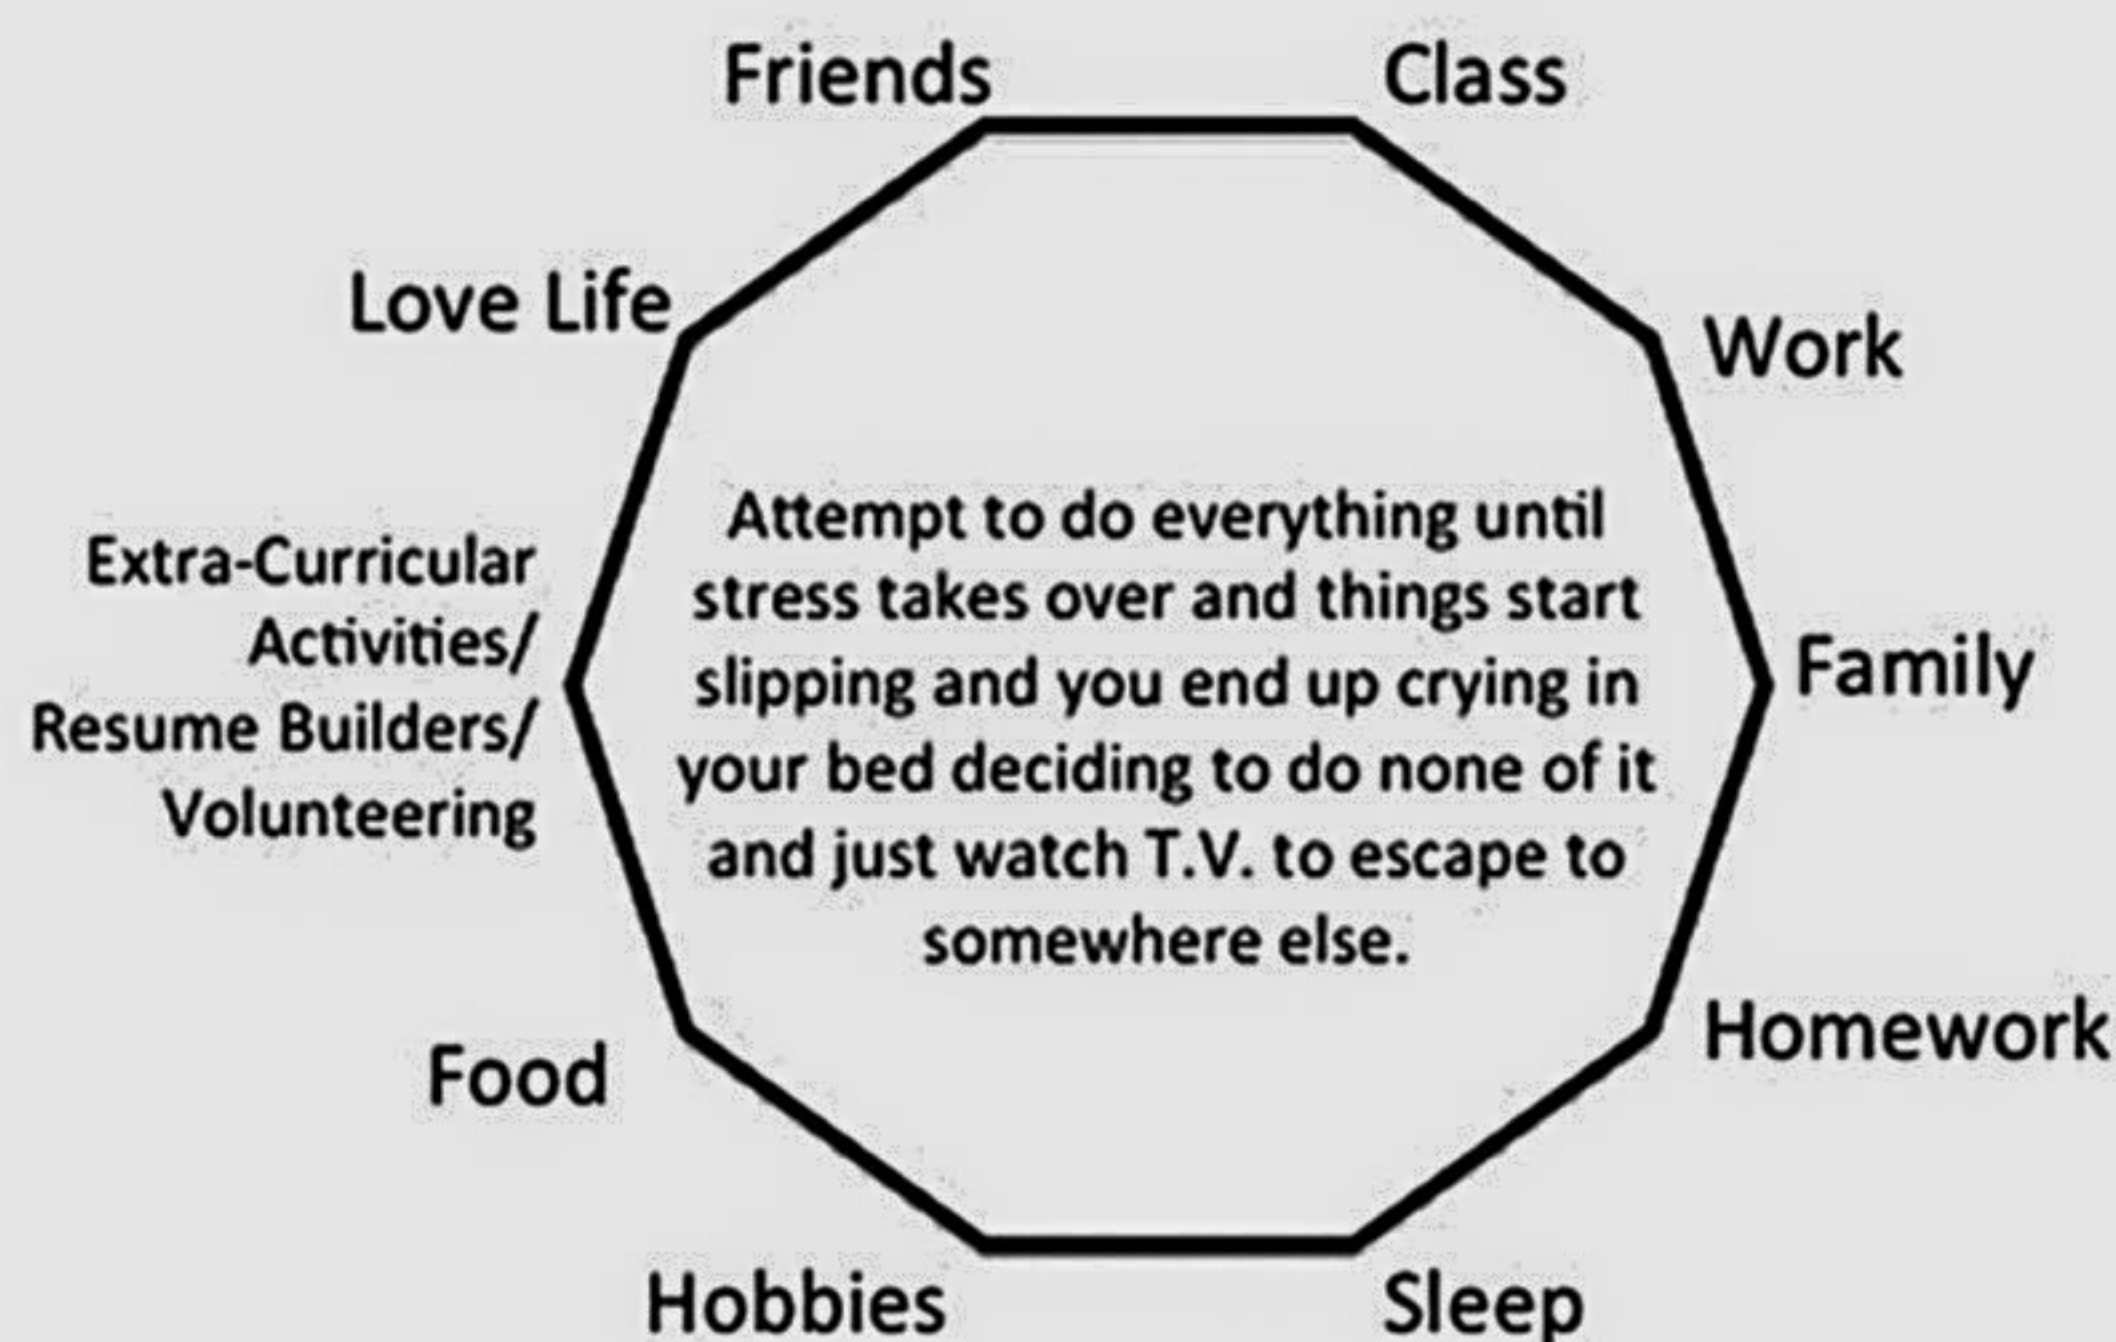 Friends
Class
Love Life
Work
Extra-Curricular
Activities/
Resume Builders/
Volunteering
Attempt to do everything until
stress takes over and things start
slipping and you end up crying in
your bed deciding to do none of it
and just watch T.V. to escape to
somewhere else.
Family
Food
Homework
Hobbies
Sleep